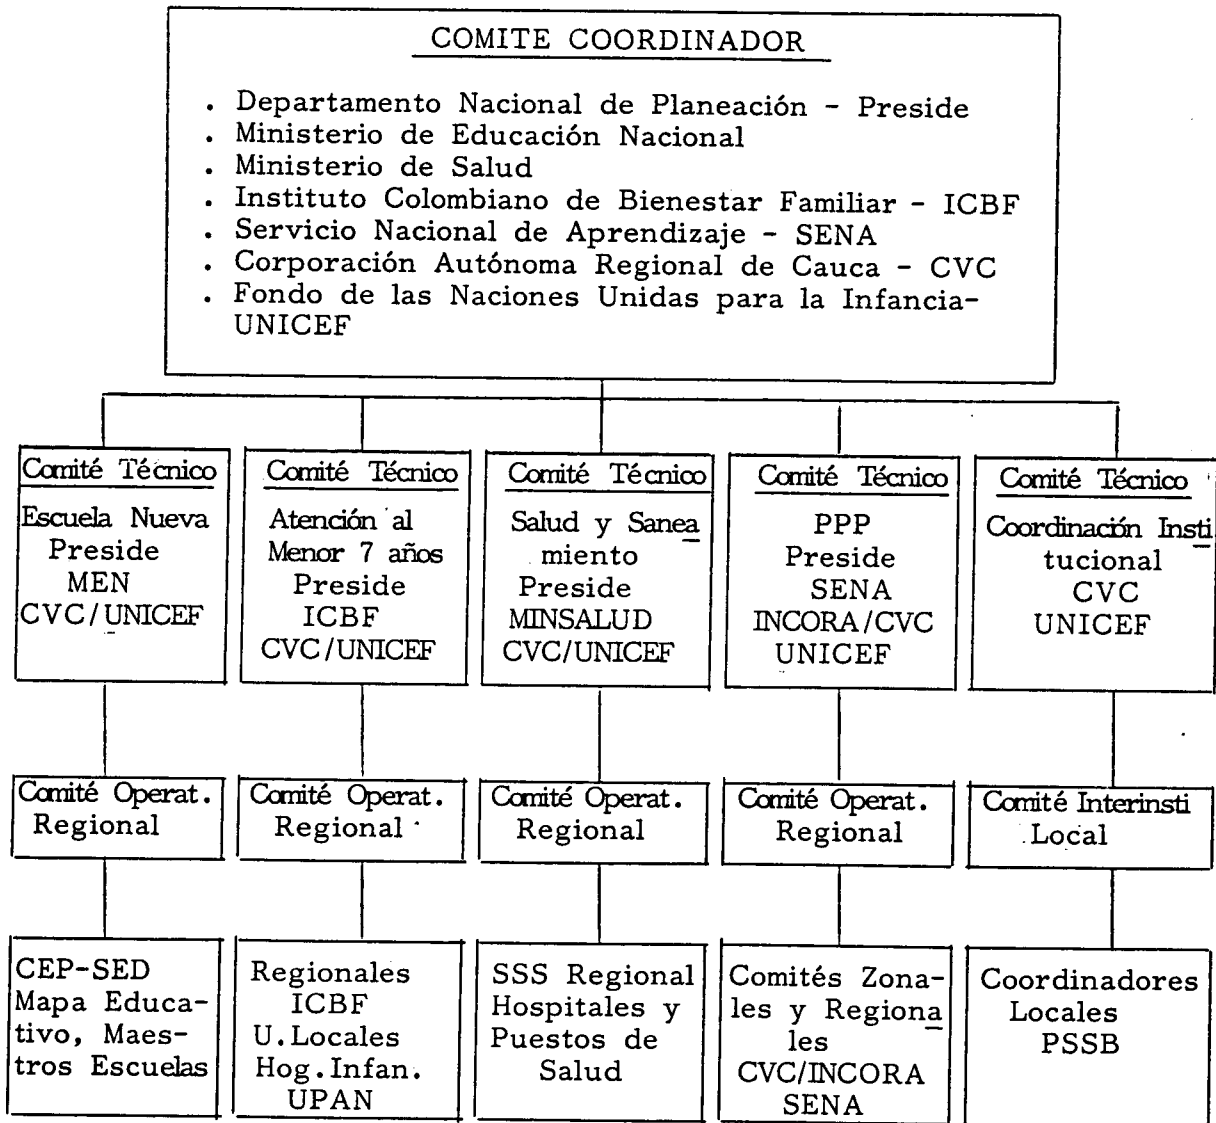 COMITE COORDINADOR
. Departamento Nacional de Planeación - Preside
. Ministerio de Educación Nacional
. Ministerio de Salud
. Instituto Colombiano de Bienestar Familiar - ICBF
. Servicio Nacional de Aprendizaje - SENA
. Corporación Autónoma Regional de Cauca - CVC
. Fondo de las Naciones Unidas para la Infancia-
UNICEF
Comité Técnico
Escuela Nueva
Preside
MEN
CVC/UNICEF
Comité Técnico
Atención al
Menor 7 años
Preside
ICBF
CVC/UNICEF
Comité Técnico
Salud y Sanea
miento
Preside
MINSALUD
CVC/UNICEF
Comité Técnico
PPP
Preside
SENA
INCORA/CVC
UNICEF
Comité Técnico
Coordinación Insti
tucional
CVC
UNICEF
Comité Operat.
Regional
Comité Operat.
Regional
Comité Operat.
Regional
Comité Operat.
Regional
Comité Interinsti
Local
CEP-SED
Mapa Educa-
tivo, Maes-
tros Escuelas
Regionales
ICBF
U.Locales
Hog.Infan.
UPAN
SSS Regional
Hospitales y
Puestos de
Salud
Comités Zona-
les y Regiona
les
CVC/INCORA
SENA
Coordinadores
Locales
PSSB